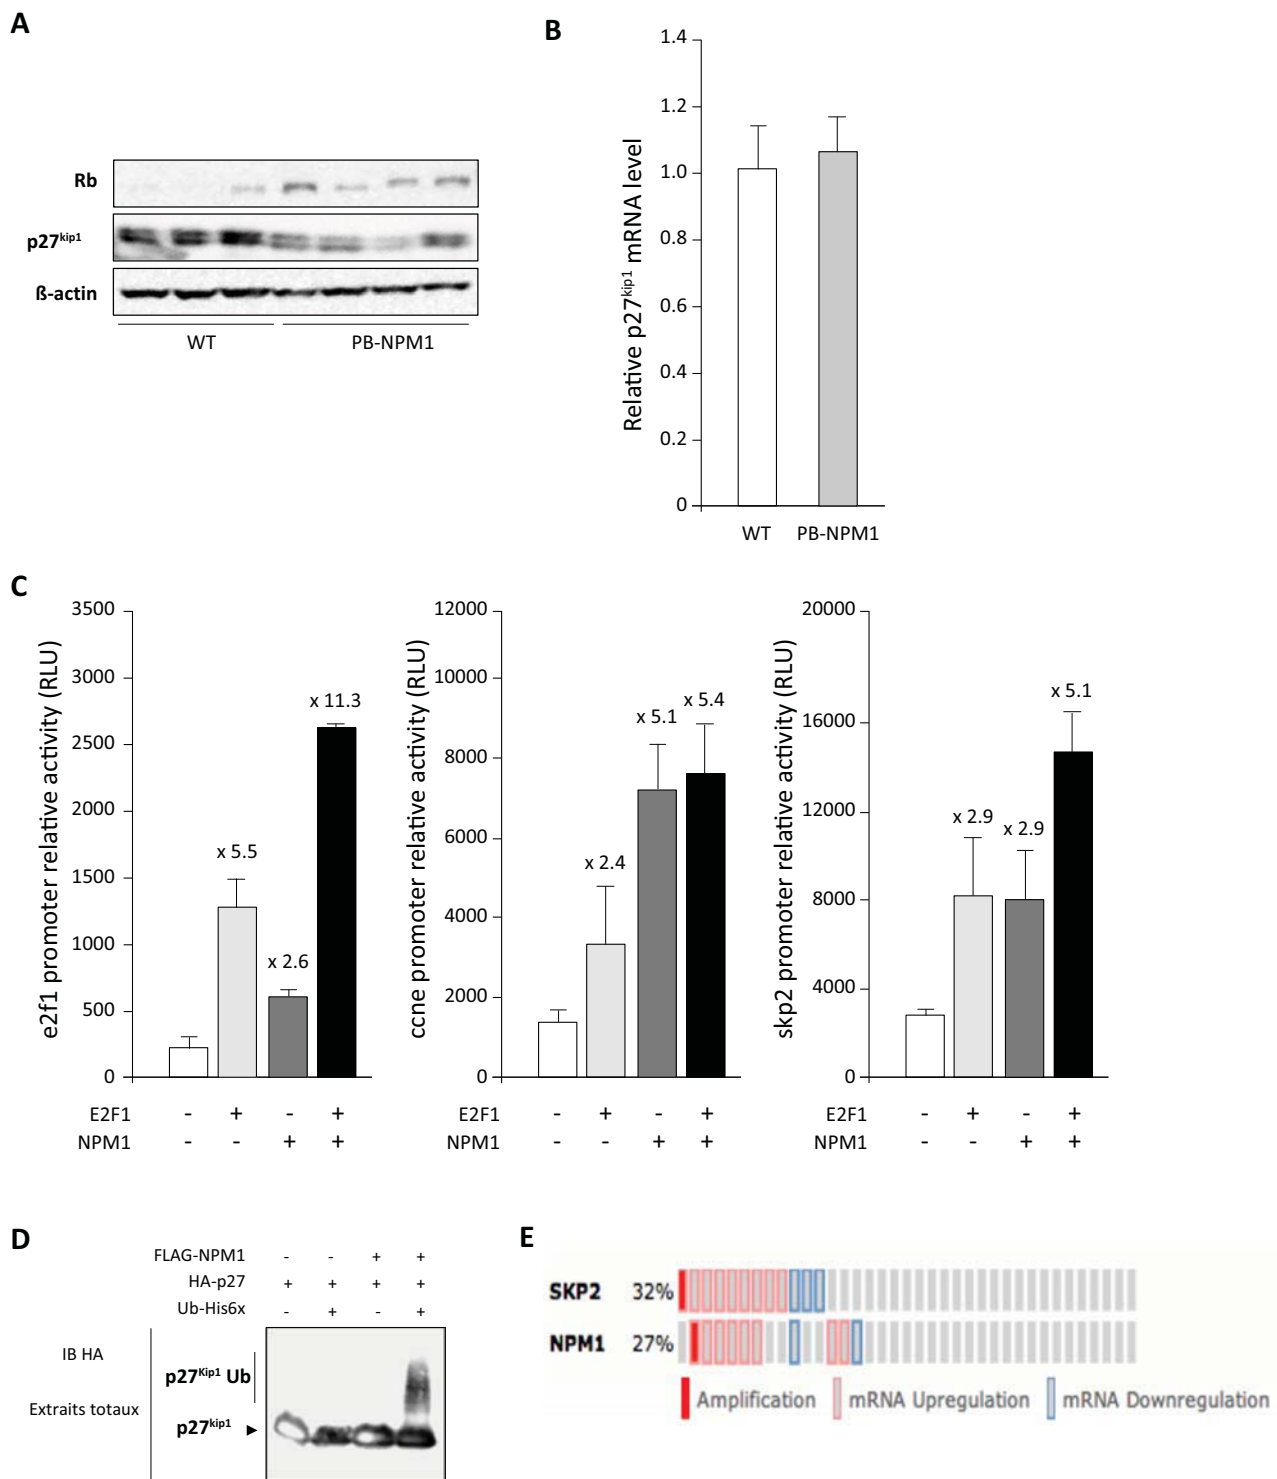 A
Rb
p27kip1
ß-actin
WT PB-NPM1
B
Relative p27kip1 mRNA level
1.4
1.2
1.0
0.8
0.6
0.4
0.2
0
WT PB-NPM1
C
e2f1 promoter relative activity (RLU)
3500
3000
2500
2000
1500
1000
500
0
x 5.5
x 2.6
x 11.3
E2F1 - + - +
NPM1 - - + +
ccne promoter relative activity (RLU)
12000
10000
8000
6000
4000
2000
0
x 2.4
x 5.1
x 5.4
- + - +
- - + +
skp2 promoter relative activity (RLU)
20000
16000
12000
8000
4000
0
x 2.9
x 2.9
x 5.1
E2F1 - + - +
NPM1 - - + +
D
FLAG-NPM1 - - + +
HA-p27 + + + +
Ub-His6x - + - +
IB HA
Extraits totaux
p27Kip1 Ub
p27kip1 ►
E
SKP2 32%
NPM1 27%
Amplification mRNA Upregulation mRNA Downregulation